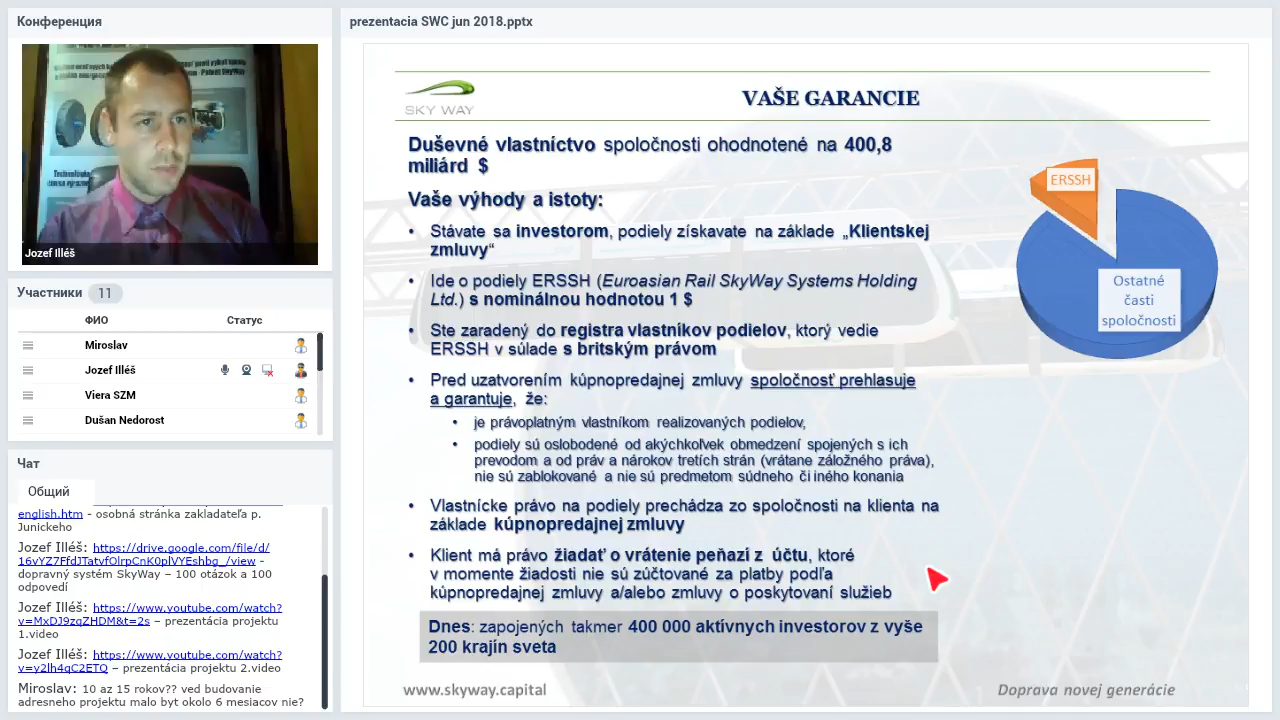 Конференция
Jozef Illéš
Участники 11
ФИО Статус
Miroslav
Jozef Illéš
Viera SZM
Dušan Nedorost
Чат
Общий
english.htm - osobná stránka zakladateľa p.
Junickeho
Jozef Illéš: https://drive.google.com/file/d/
16vYZ7FfdJTatvfOlrpCnK0plVYEshbg_/view -
dopravný systém SkyWay – 100 otázok a 100
odpovedí
Jozef Illéš: https://www.youtube.com/watch?
v=MxDJ9zqZHDM&t=2s – prezentácia projektu
1.video
Jozef Illéš: https://www.youtube.com/watch?
v=y2lh4qC2ETQ – prezentácia projektu 2.video
Miroslav: 10 az 15 rokov?? ved budovanie
adresneho projektu malo byt okolo 6 mesiacov nie?
prezentacia SWC jun 2018.pptx
SKY WAY
VAŠE GARANCIE
Duševné vlastníctvo spoločnosti ohodnotené na 400,8
miliárd $
Vaše výhody a istoty:
• Stávate sa investorom, podiely získavate na základe „Klientskej
zmluvy“
• Ide o podiely ERSSH (Euroasian Rail SkyWay Systems Holding
Ltd.) s nominálnou hodnotou 1 $
• Ste zaradený do registra vlastníkov podielov, ktorý vedie
ERSSH v súlade s britským právom
• Pred uzatvorením kúpnopredajnej zmluvy spoločnosť prehlasuje
a garantuje, že:
• je právoplatným vlastníkom realizovaných podielov,
• podiely sú oslobodené od akýchkoľvek obmedzení spojených s ich
prevodom a od práv a nárokov tretích strán (vrátane záložného práva),
nie sú zablokované a nie sú predmetom súdneho či iného konania
• Vlastnícke právo na podiely prechádza zo spoločnosti na klienta na
základe kúpnopredajnej zmluvy
• Klient má právo žiadať o vrátenie peňazí z účtu, ktoré
v momente žiadosti nie sú zúčtované za platby podľa
kúpnopredajnej zmluvy a/alebo zmluvy o poskytovaní služieb
Dnes: zapojených takmer 400 000 aktívnych investorov z vyše
200 krajín sveta
ERSSH
Ostatné
časti
spoločnosti
www.skyway.capital
Doprava novej generácie